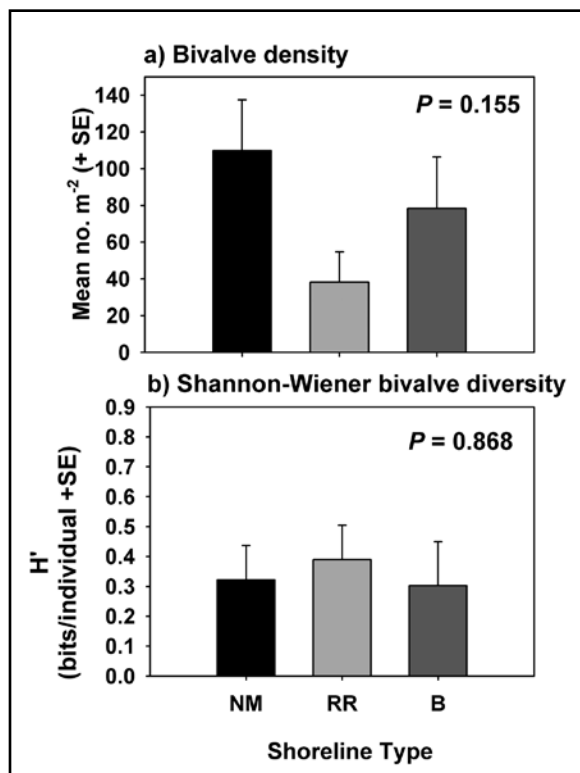 a) Bivalve density
P = 0.155
Mean no. m⁻² (+ SE)
140
120
100
80
60
40
20
0
b) Shannon-Wiener bivalve diversity
P = 0.868
H'
(bits/individual +SE)
0.9
0.8
0.7
0.6
0.5
0.4
0.3
0.2
0.1
0.0
NM RR B
Shoreline Type